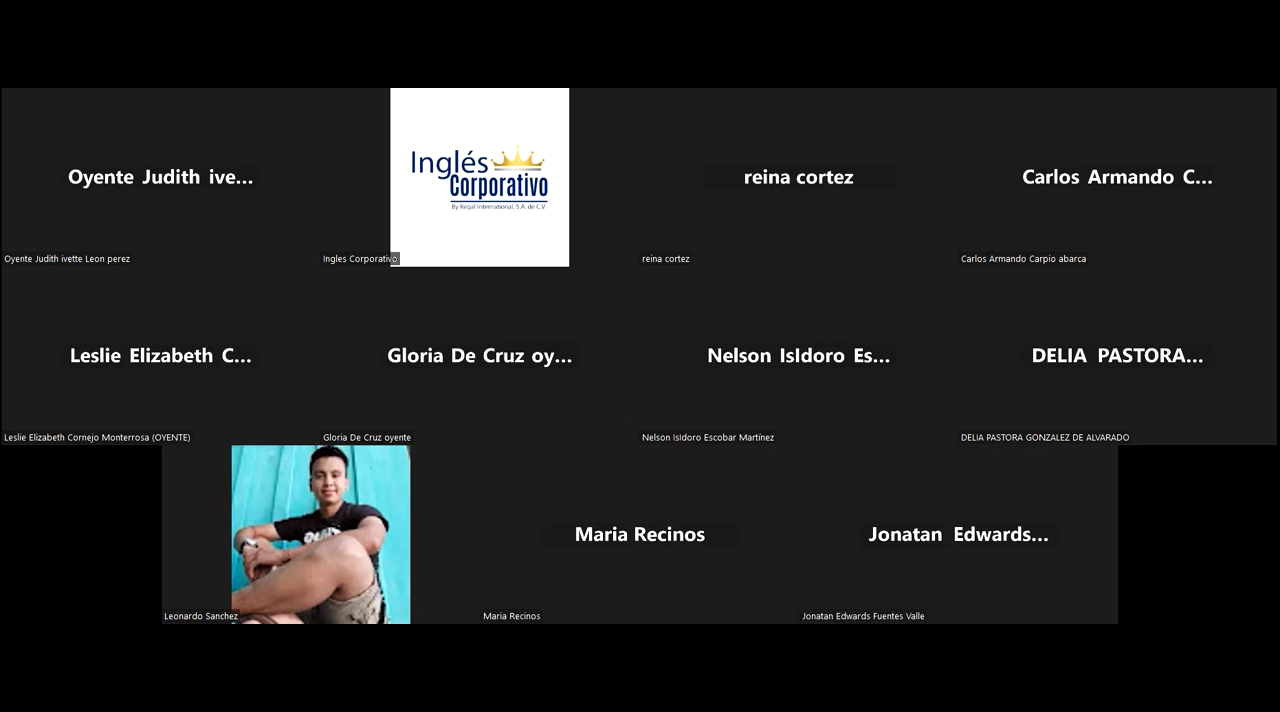 Oyente Judith ive...
Inglés
Corporativo
By Regal International, S.A. de C.V.
reina cortez
Carlos Armando C...
Oyente Judith ivette Leon perez
Ingles Corporativo
reina cortez
Carlos Armando Carpio abarca
Leslie Elizabeth C...
Gloria De Cruz oy...
Nelson IsIdoro Es...
DELIA PASTORA...
Leslie Elizabeth Cornejo Monterrosa (OYENTE)
Gloria De Cruz oyente
Nelson IsIdoro Escobar Martínez
DELIA PASTORA GONZALEZ DE ALVARADO
Maria Recinos
Jonatan Edwards...
Leonardo Sanchez
Maria Recinos
Jonatan Edwards Fuentes Valle